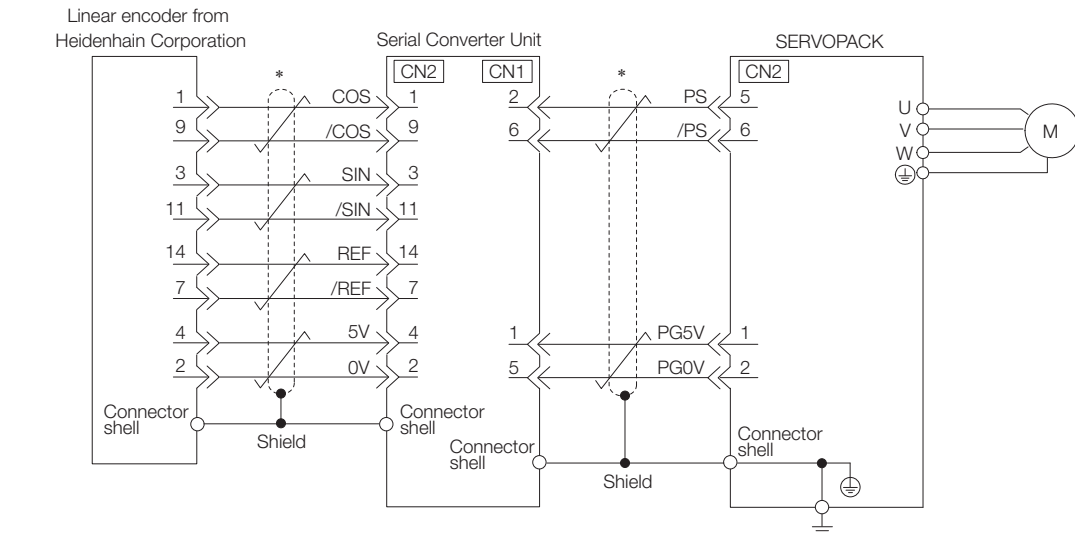 Linear encoder from
Heidenhain Corporation
Serial Converter Unit
SERVOPACK
CN2
CN1
CN2
*
*
1 COS 1
9 /COS 9
3 SIN 3
11 /SIN 11
14 REF 14
7 /REF 7
4 5V 4
2 0V 2
Connector
shell
Shield
Connector
shell
2 PS 5
6 /PS 6
1 PG5V 1
5 PG0V 2
Connector
shell
Shield
Connector
shell
U
V
W
M